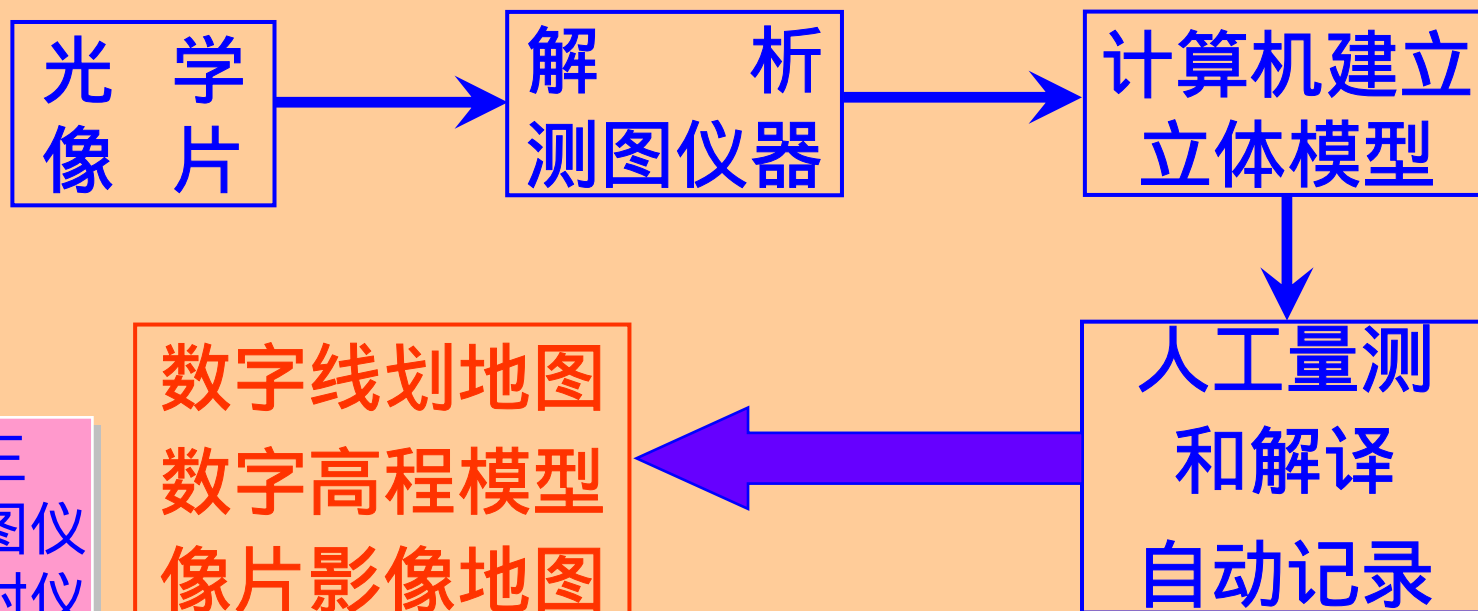 光 学
像 片
解 析
测图仪器
计算机建立
立体模型
人工量测
和解译
自动记录
数字线划地图
数字高程模型
像片影像地图
三
图仪
射仪